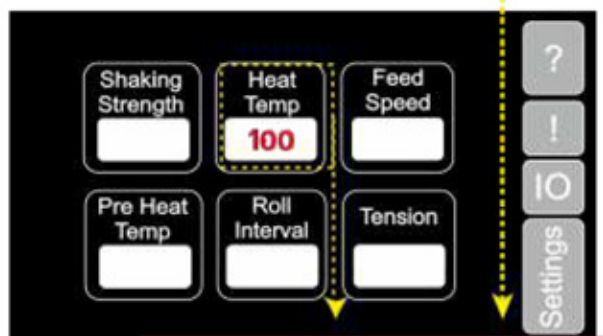 Shaking
Strength
Heat
Temp
100
Feed
Speed
Pre Heat
Temp
Roll
Interval
Tension
?
!
IO
Settings